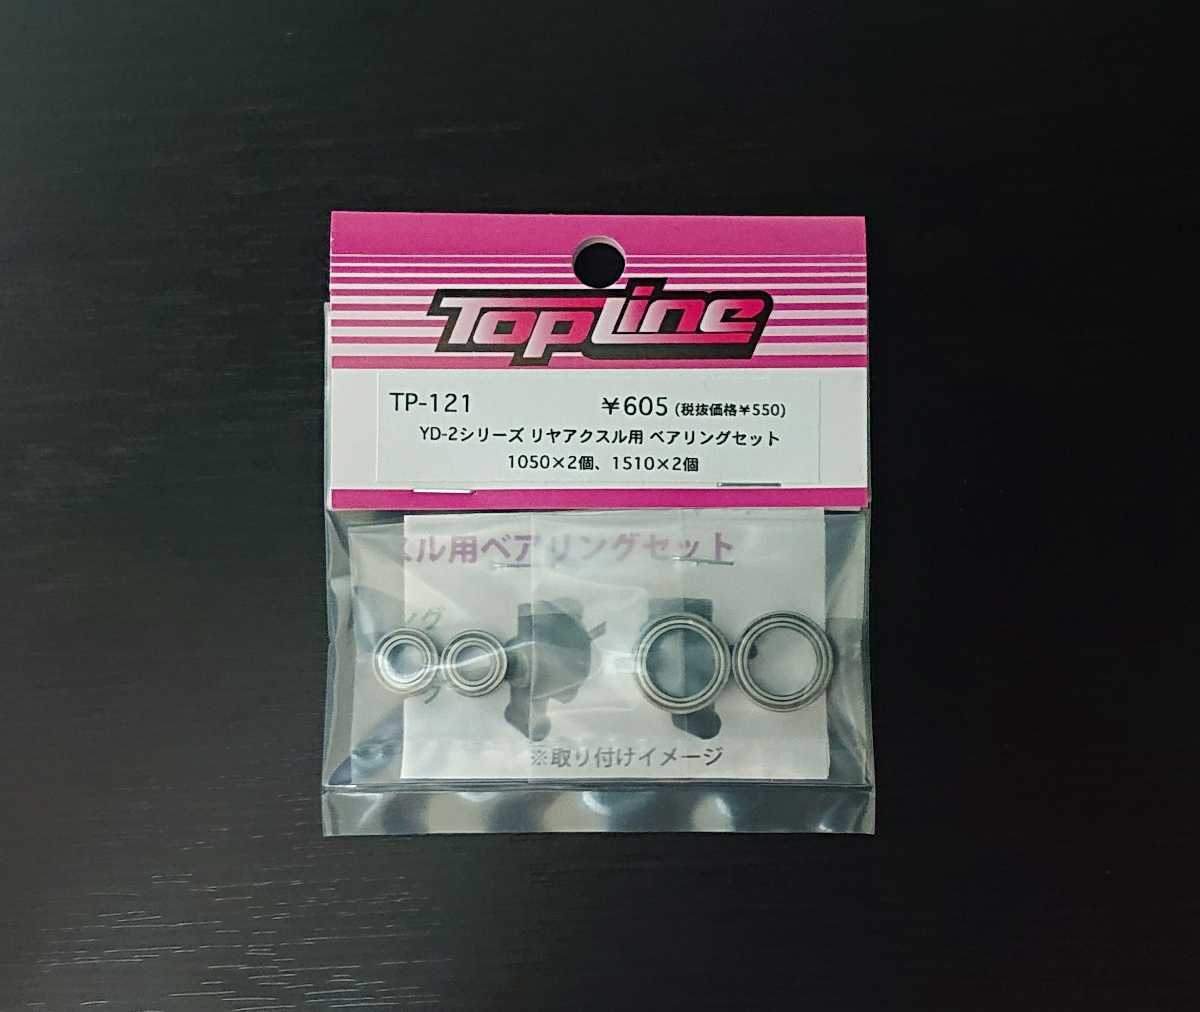 TopLine
TP-121 ¥605 (税抜価格¥550)
YD-2シリーズ リヤアクスル用 ベアリングセット
1050×2個、1510×2個
スル用ベアリングセット
ング
※取り付けイメージ